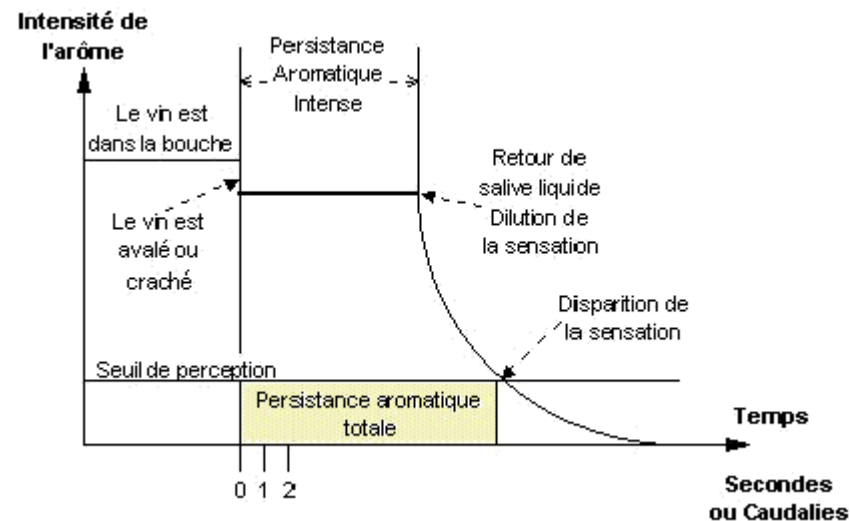 Intensité de
l'arôme
Persistance
Aromatique
Intense
Le vin est
dans la bouche
Retour de
salive liquide
Dilution de
la sensation
Le vin est
avalé ou
craché
Disparition de
la sensation
Seuil de perception
Persistance aromatique
totale
Temps
0 1 2
Secondes
ou Caudalies